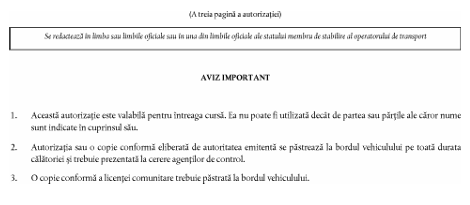 (A treia pagină a autorizației)
Se redactează în limba sau limbile oficiale sau în una din limbile oficiale ale statului membru de stabilire al operatorului de transport
AVIZ IMPORTANT
1. Această autorizație este valabilă pentru întreaga cursă. Ea nu poate fi utilizată decât de partea sau părțile ale căror nume
sunt indicate în cuprinsul său.
2. Autorizația sau o copie conformă eliberată de autoritatea emitentă se păstrează la bordul vehiculului pe toată durata
călătoriei și trebuie prezentată la cerere agenților de control.
3. O copie conformă a licenței comunitare trebuie păstrată la bordul vehiculului.